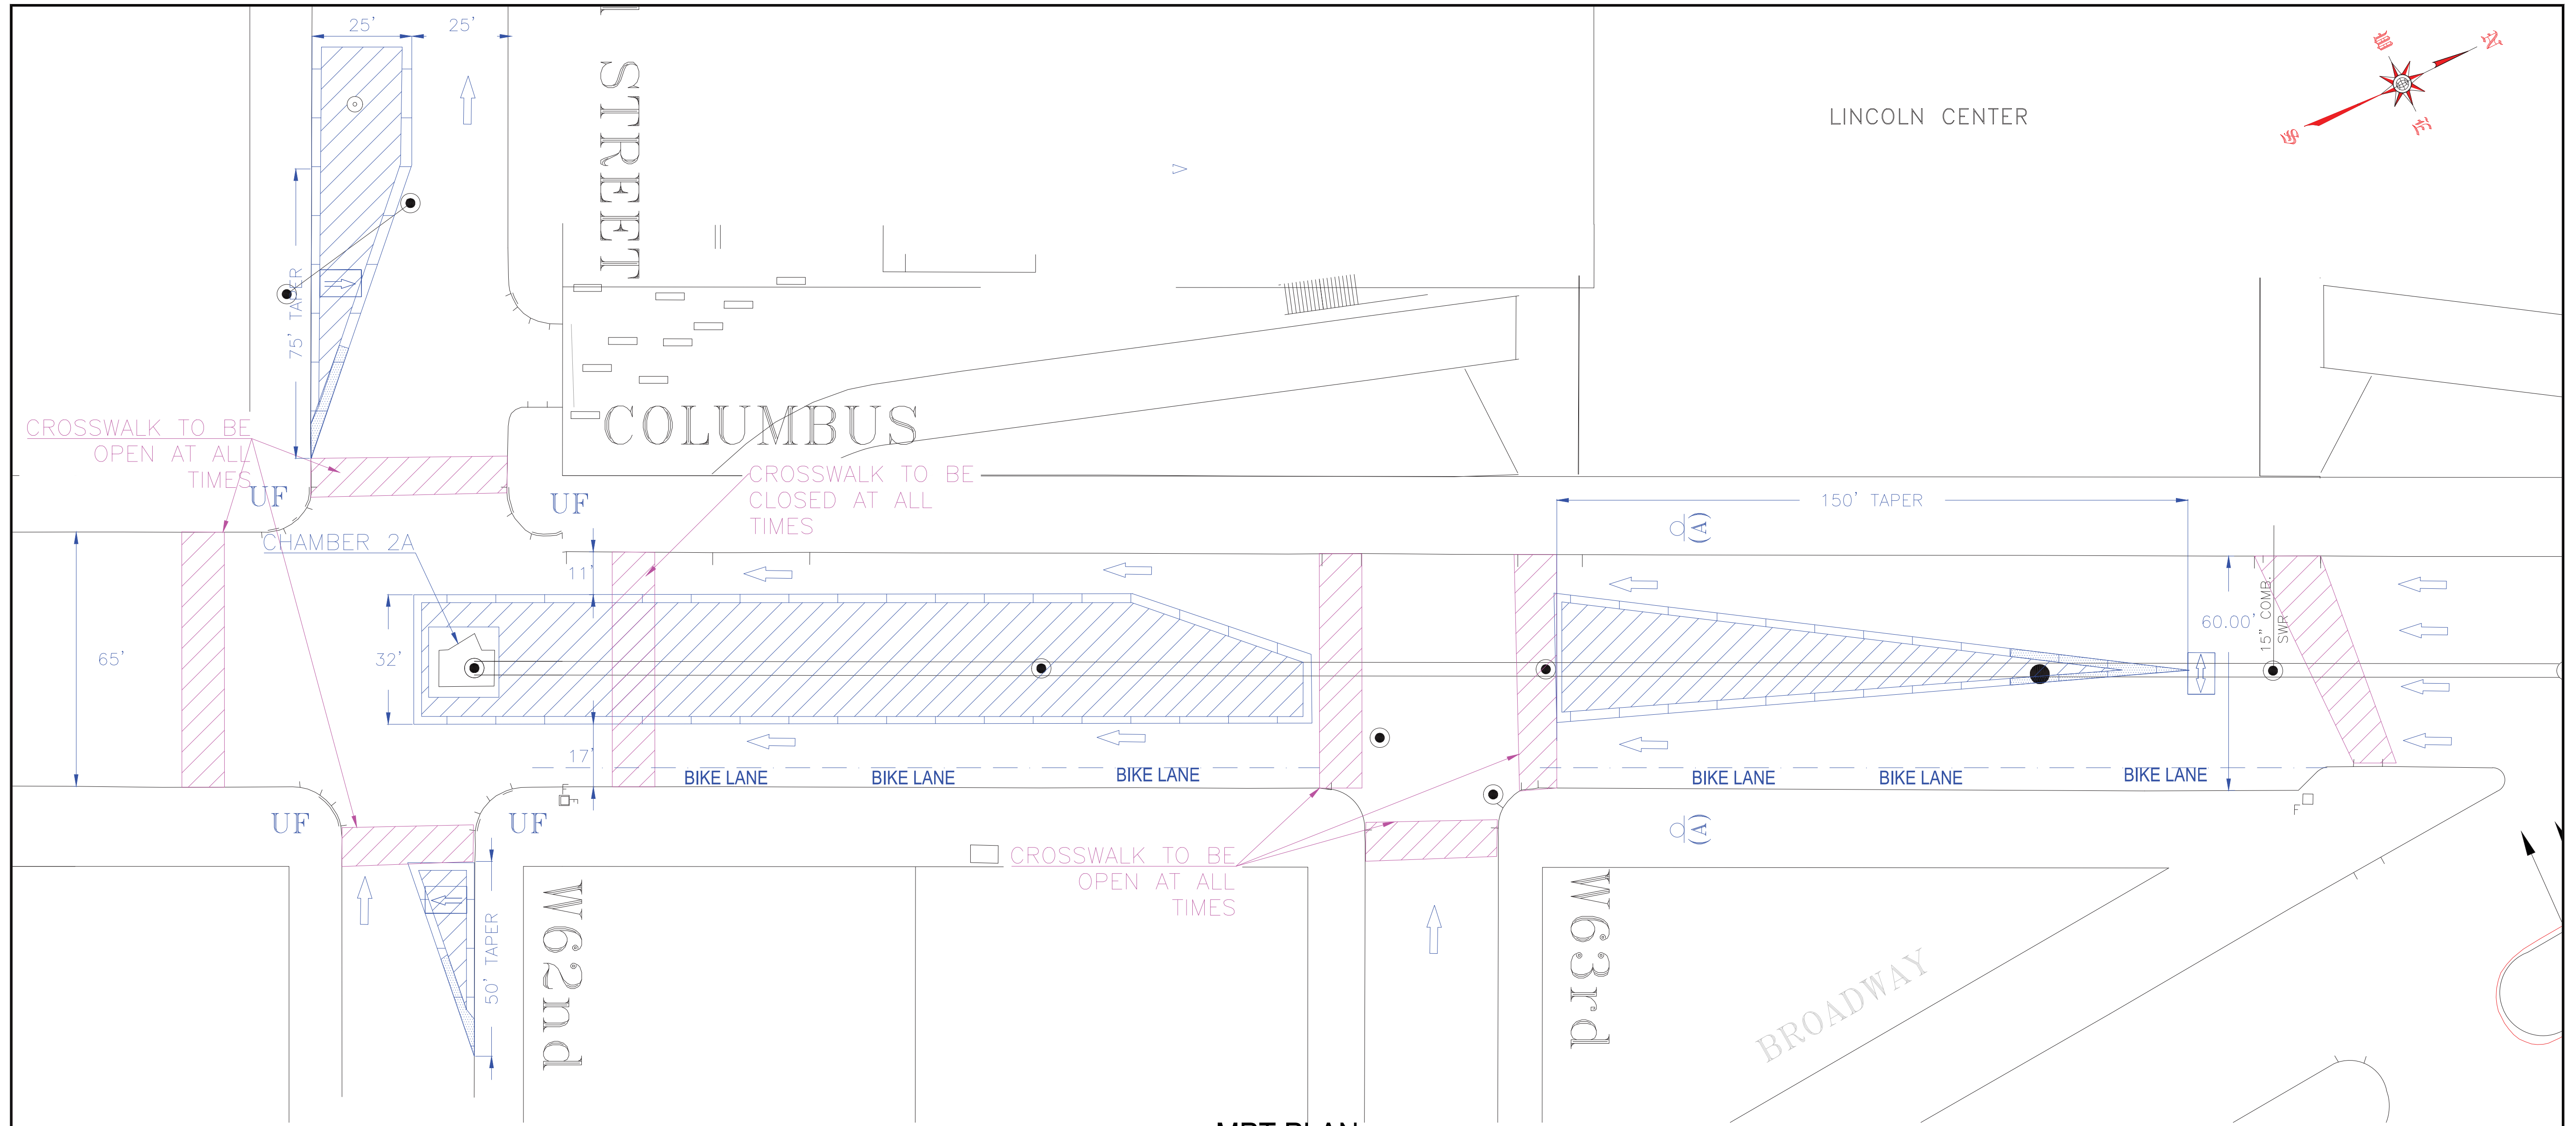 25'
25'
STREET
LINCOLN CENTER
N
75' TAPER
COLUMBUS
CROSSWALK TO BE
OPEN AT ALL
TIMES
UF
UF
CROSSWALK TO BE
CLOSED AT ALL
TIMES
150' TAPER
(A)
CHAMBER 2A
11'
65'
32'
15" COMB.
SWR
60.00'
17'
BIKE LANE
BIKE LANE
BIKE LANE
BIKE LANE
BIKE LANE
BIKE LANE
F
F
F
UF
UF
(A)
CROSSWALK TO BE
OPEN AT ALL
TIMES
50' TAPER
W62nd
W63rd
BROADWAY
MPT PLAN